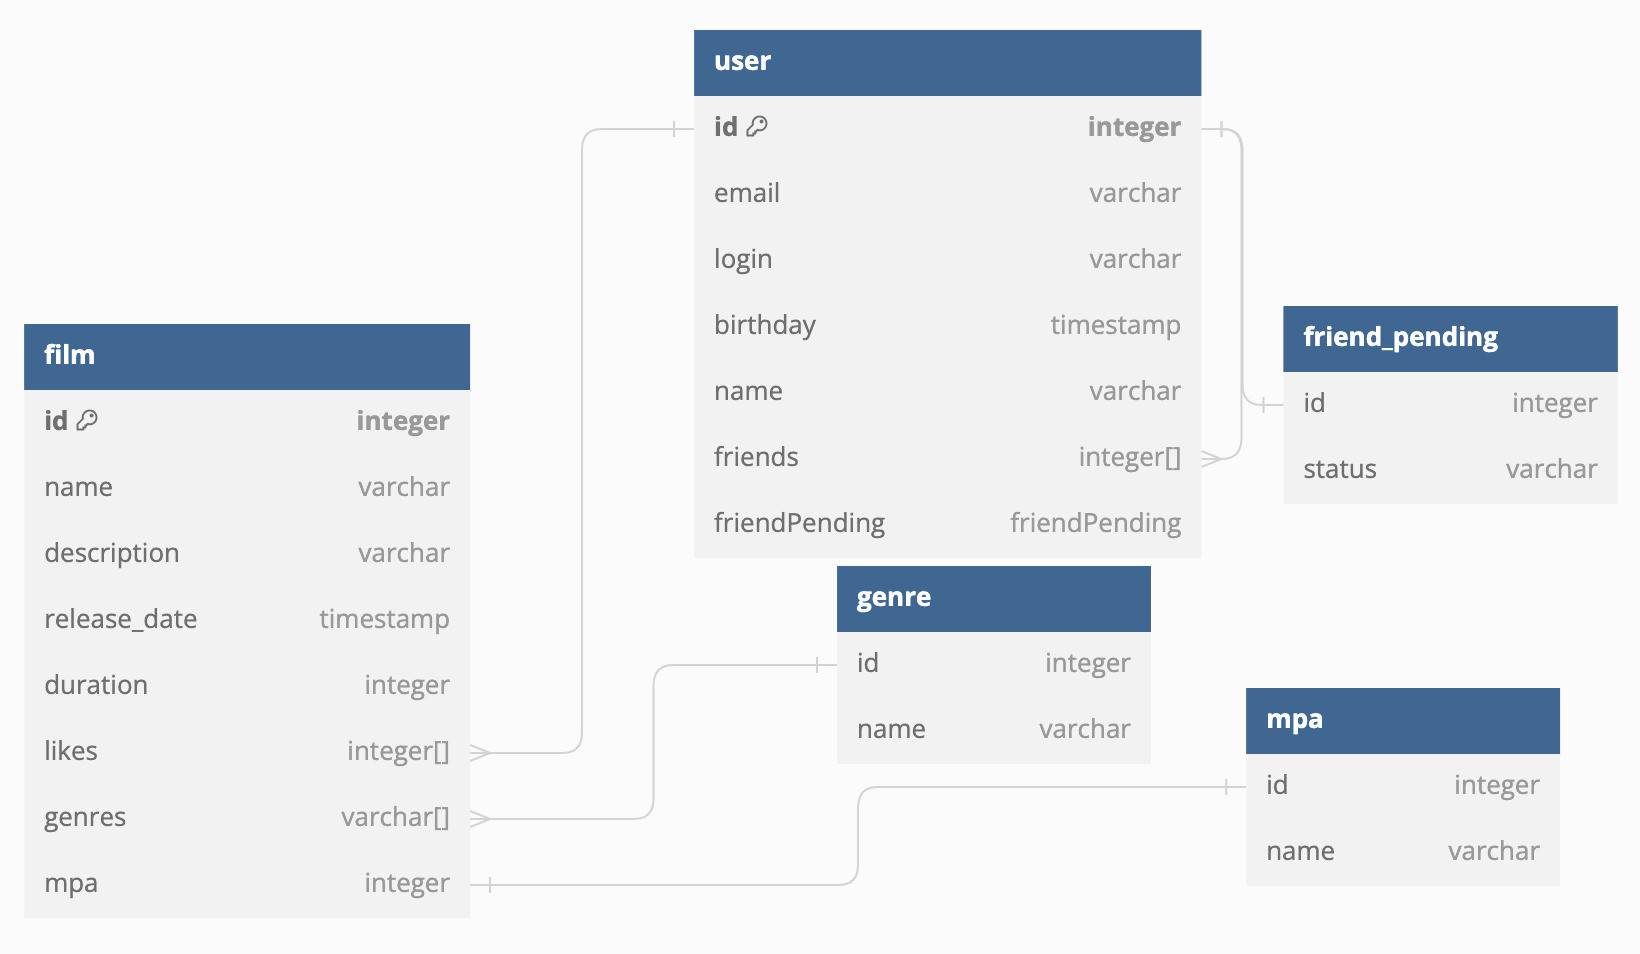 user
id integer
email varchar
login varchar
birthday timestamp
name varchar
friends integer[]
friendPending friendPending
friend_pending
id integer
status varchar
film
id integer
name varchar
description varchar
release_date timestamp
duration integer
likes integer[]
genres varchar[]
mpa integer
genre
id integer
name varchar
mpa
id integer
name varchar